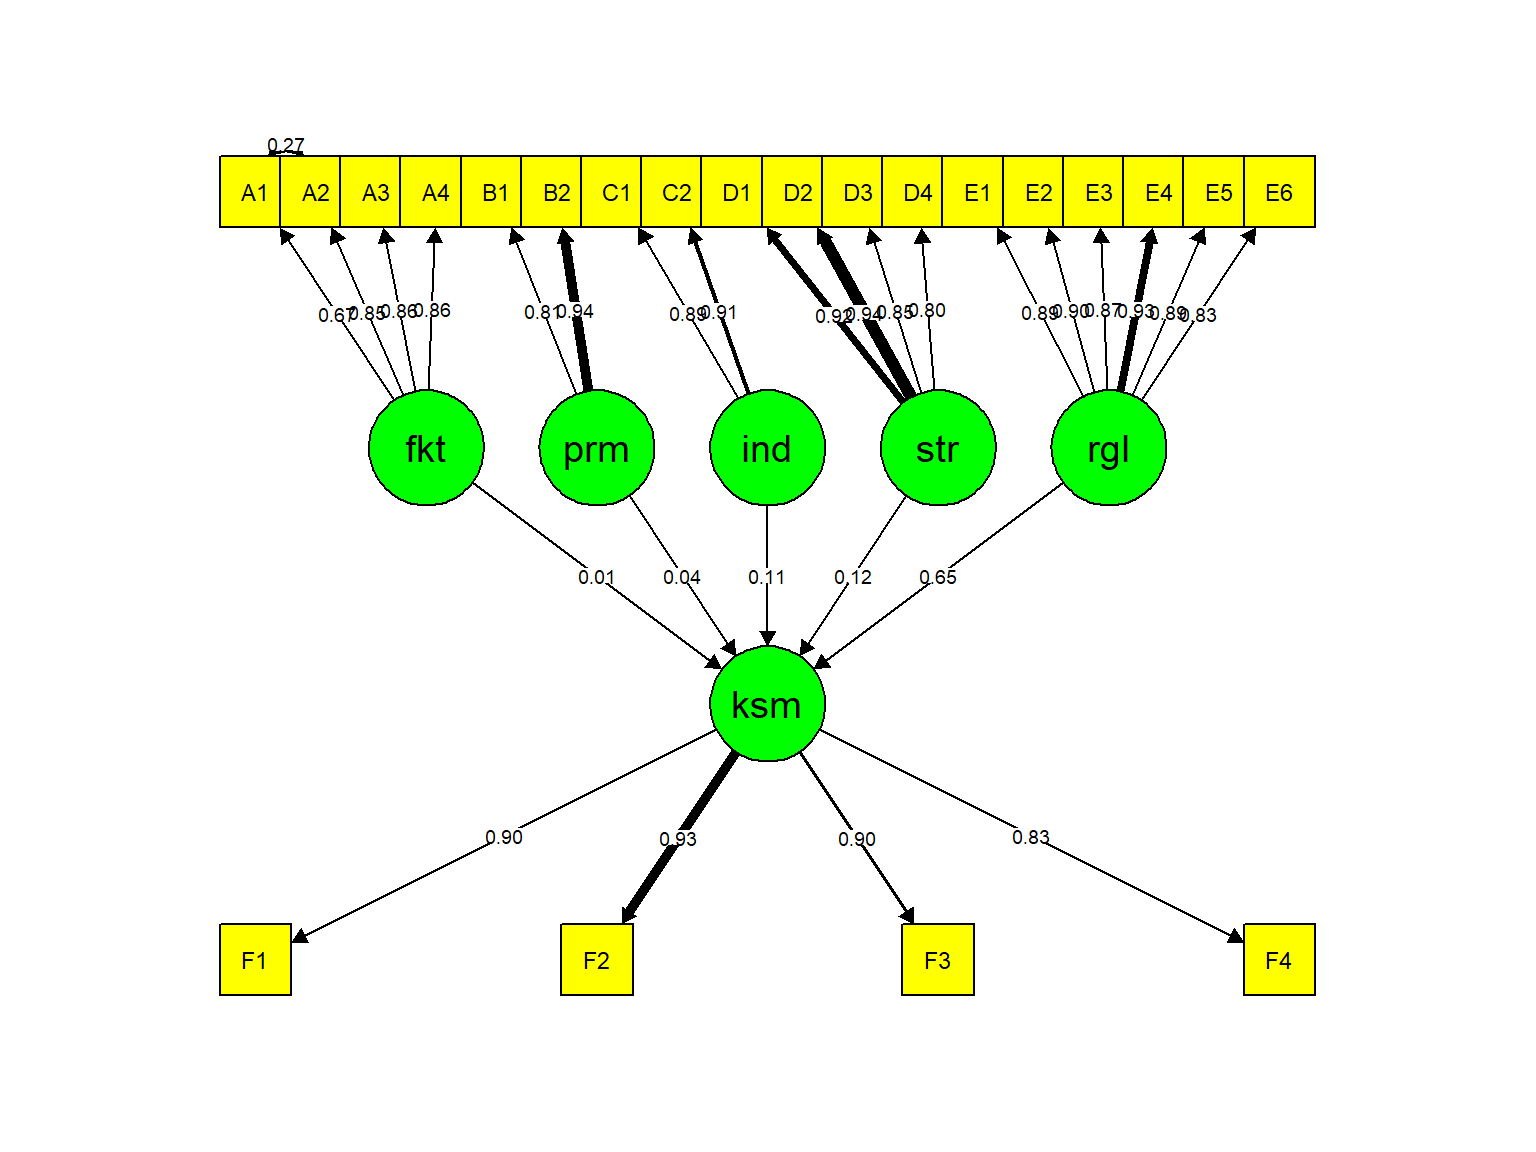 0.27
A1 A2 A3 A4 B1 B2 C1 C2 D1 D2 D3 D4 E1 E2 E3 E4 E5 E6
0.67 0.85 0.86 0.86 0.81 0.94 0.89 0.91 0.92 0.94 0.85 0.80 0.89 0.90 0.87 0.93 0.89 0.83
fkt prm ind str rgl
0.01 0.04 0.11 0.12 0.65
ksm
0.90 0.93 0.90 0.83
F1 F2 F3 F4